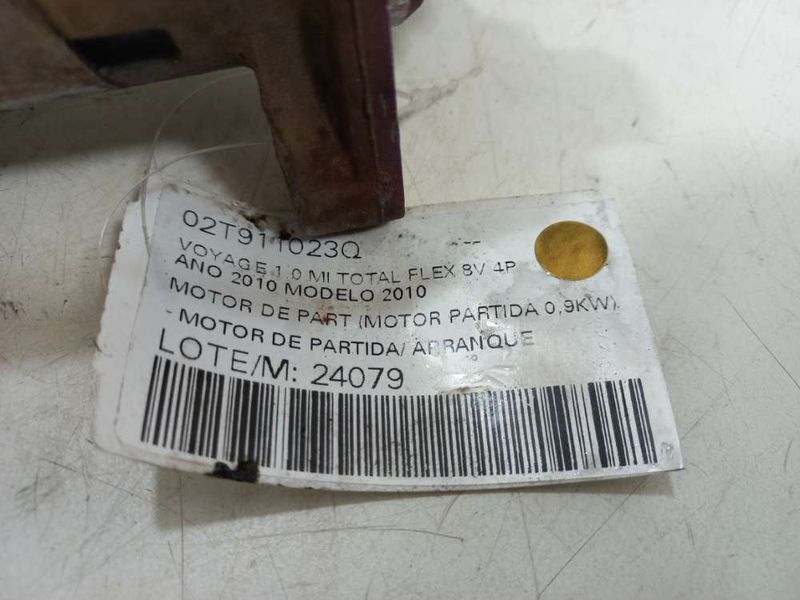 02T911023Q --
VOYAGE 1.0 MI TOTAL FLEX 8V 4P
ANO 2010 MODELO 2010
MOTOR DE PART (MOTOR PARTIDA 0,9KW)
- MOTOR DE PARTIDA/ ARRANQUE
LOTE/M: 24079